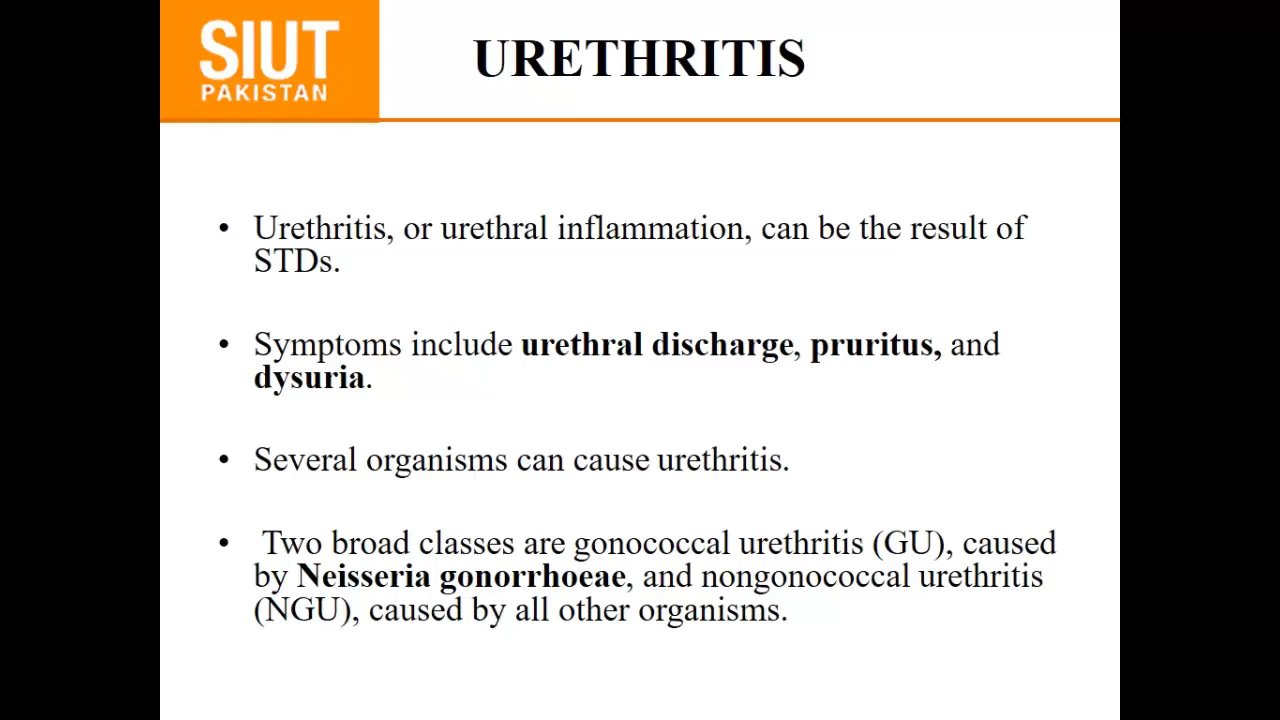 SIUT
PAKISTAN
URETHRITIS
• Urethritis, or urethral inflammation, can be the result of
STDs.
• Symptoms include urethral discharge, pruritus, and
dysuria.
• Several organisms can cause urethritis.
• Two broad classes are gonococcal urethritis (GU), caused
by Neisseria gonorrhoeae, and nongonococcal urethritis
(NGU), caused by all other organisms.